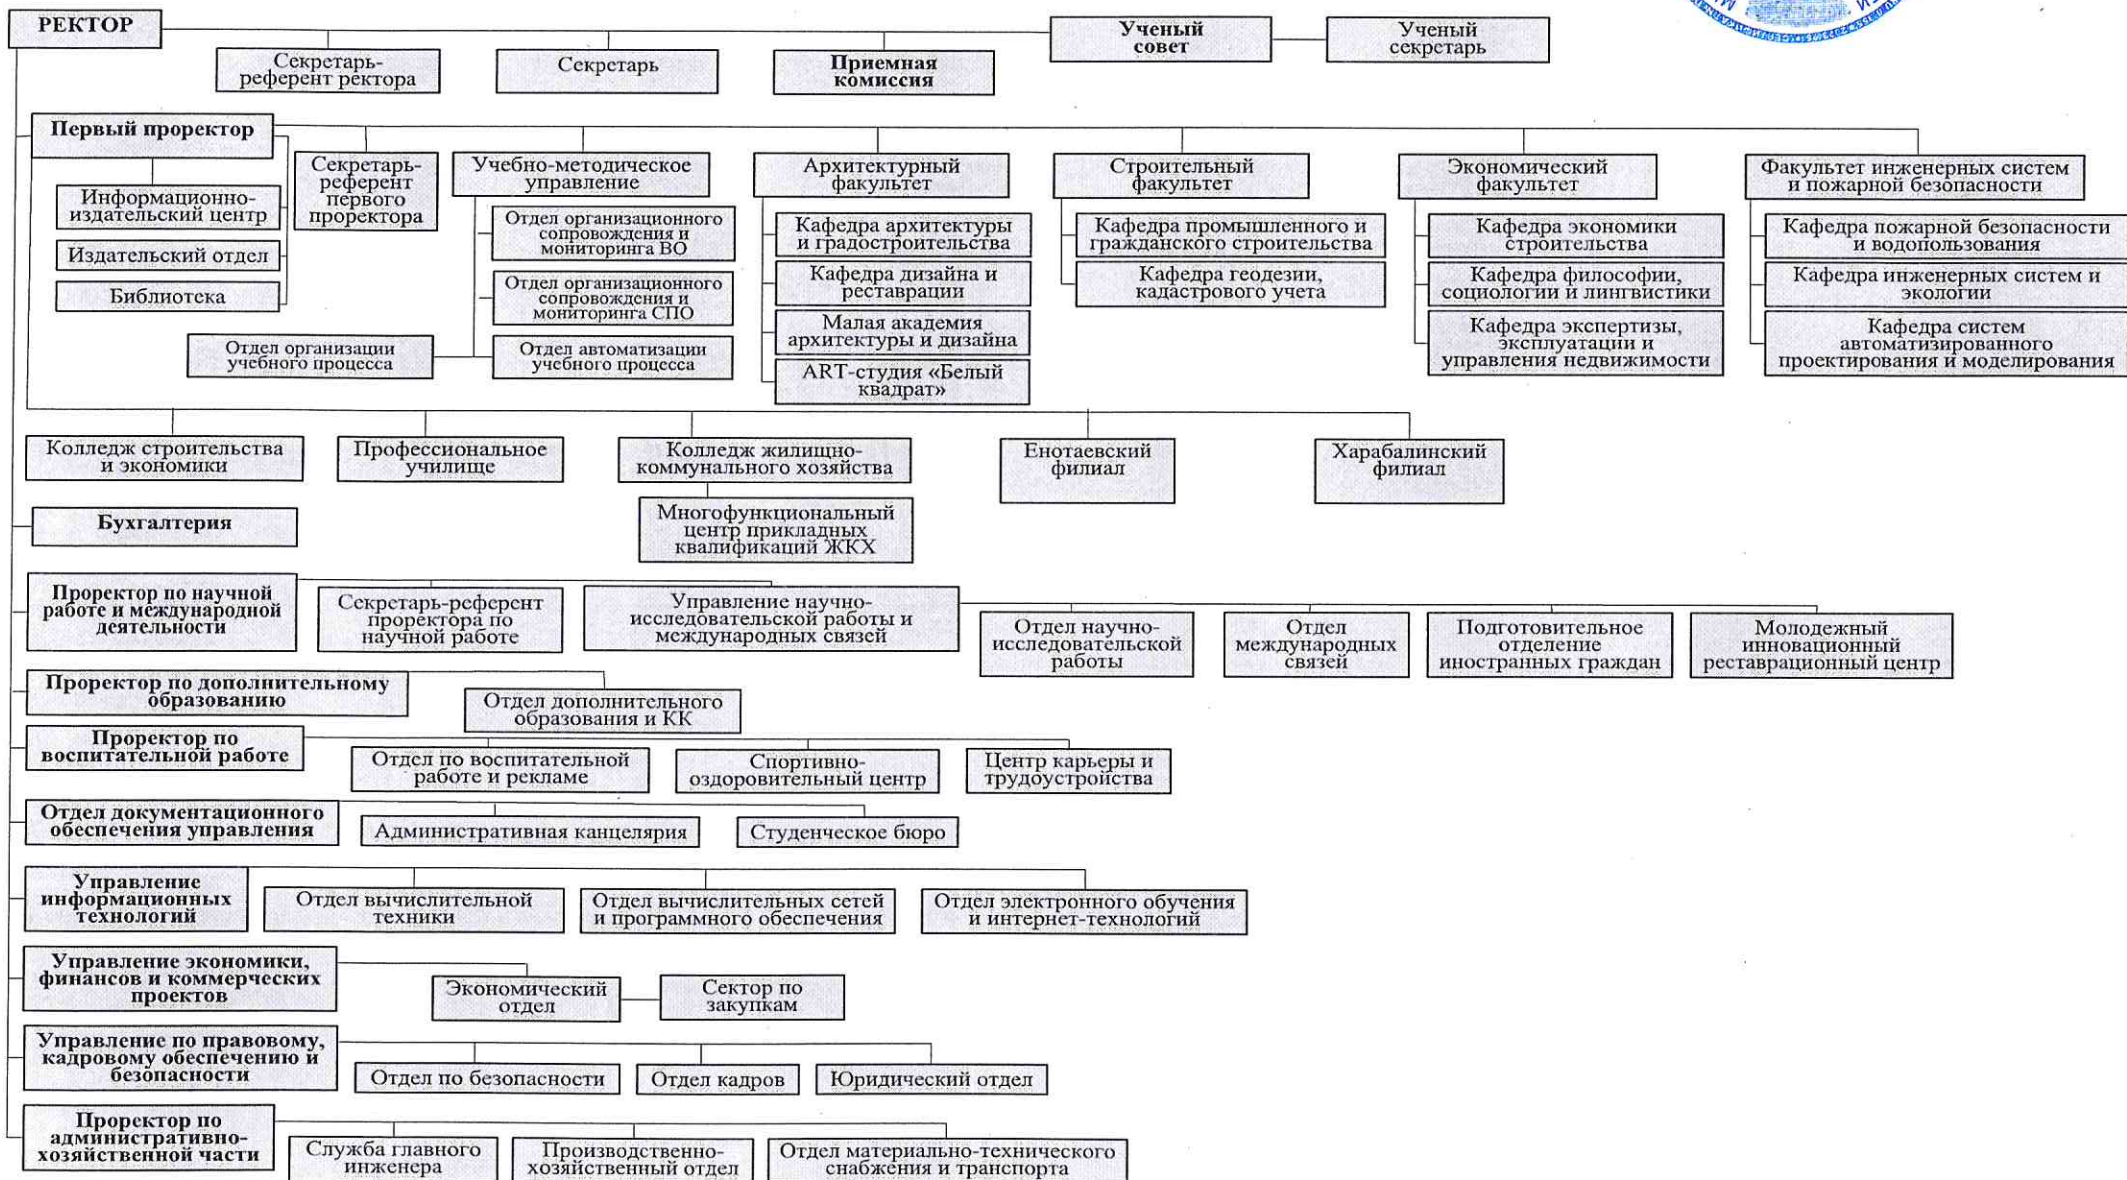 РЕКТОР
Секретарь-
референт ректора
Секретарь
Приемная
комиссия
Ученый
совет
Ученый
секретарь
Первый проректор
Информационно-
издательский центр
Издательский отдел
Библиотека
Секретарь-
референт
первого
проректора
Учебно-методическое
управление
Отдел организационного
сопровождения и
мониторинга ВО
Отдел организационного
сопровождения и
мониторинга СПО
Отдел организации
учебного процесса
Отдел автоматизации
учебного процесса
Архитектурный
факультет
Кафедра архитектуры
и градостроительства
Кафедра дизайна и
реставрации
Малая академия
архитектуры и дизайна
ART-студия «Белый
квадрат»
Строительный
факультет
Кафедра промышленного и
гражданского строительства
Кафедра геодезии,
кадастрового учета
Экономический
факультет
Кафедра экономики
строительства
Кафедра философии,
социологии и лингвистики
Кафедра экспертизы,
эксплуатации и
управления недвижимости
Факультет инженерных систем
и пожарной безопасности
Кафедра пожарной безопасности
и водопользования
Кафедра инженерных систем и
экологии
Кафедра систем
автоматизированного
проектирования и моделирования
Колледж строительства
и экономики
Профессиональное
училище
Колледж жилищно-
коммунального хозяйства
Многофункциональный
центр прикладных
квалификаций ЖКХ
Енотаевский
филиал
Харабалинский
филиал
Бухгалтерия
Проректор по научной
работе и международной
деятельности
Секретарь-референт
проректора по
научной работе
Управление научно-
исследовательской работы и
международных связей
Отдел научно-
исследовательской
работы
Отдел
международных
связей
Подготовительное
отделение
иностранных граждан
Молодежный
инновационный
реставрационный центр
Проректор по дополнительному
образованию
Отдел дополнительного
образования и КК
Проректор по
воспитательной работе
Отдел по воспитательной
работе и рекламе
Спортивно-
оздоровительный центр
Центр карьеры и
трудоустройства
Отдел документационного
обеспечения управления
Административная канцелярия
Студенческое бюро
Управление
информационных
технологий
Отдел вычислительной
техники
Отдел вычислительных сетей
и программного обеспечения
Отдел электронного обучения
и интернет-технологий
Управление экономики,
финансов и коммерческих
проектов
Экономический
отдел
Сектор по
закупкам
Управление по правовому,
кадровому обеспечению и
безопасности
Отдел по безопасности
Отдел кадров
Юридический отдел
Проректор по
административно-
хозяйственной части
Служба главного
инженера
Производственно-
хозяйственный отдел
Отдел материально-технического
снабжения и транспорта